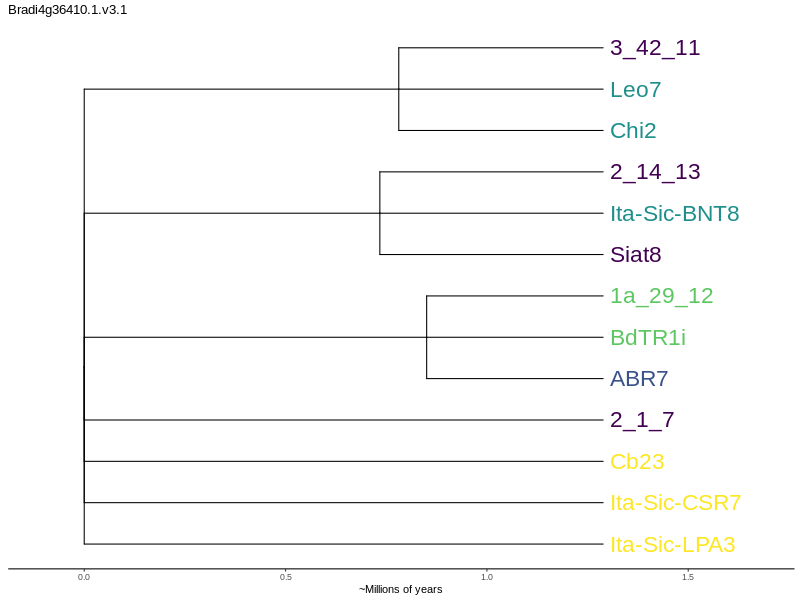 Bradi4g36410.1.v3.1
3_42_11
Leo7
Chi2
2_14_13
Ita-Sic-BNT8
Siat8
1a_29_12
BdTR1i
ABR7
2_1_7
Cb23
Ita-Sic-CSR7
Ita-Sic-LPA3
0.0 0.5 1.0 1.5
~Millions of years